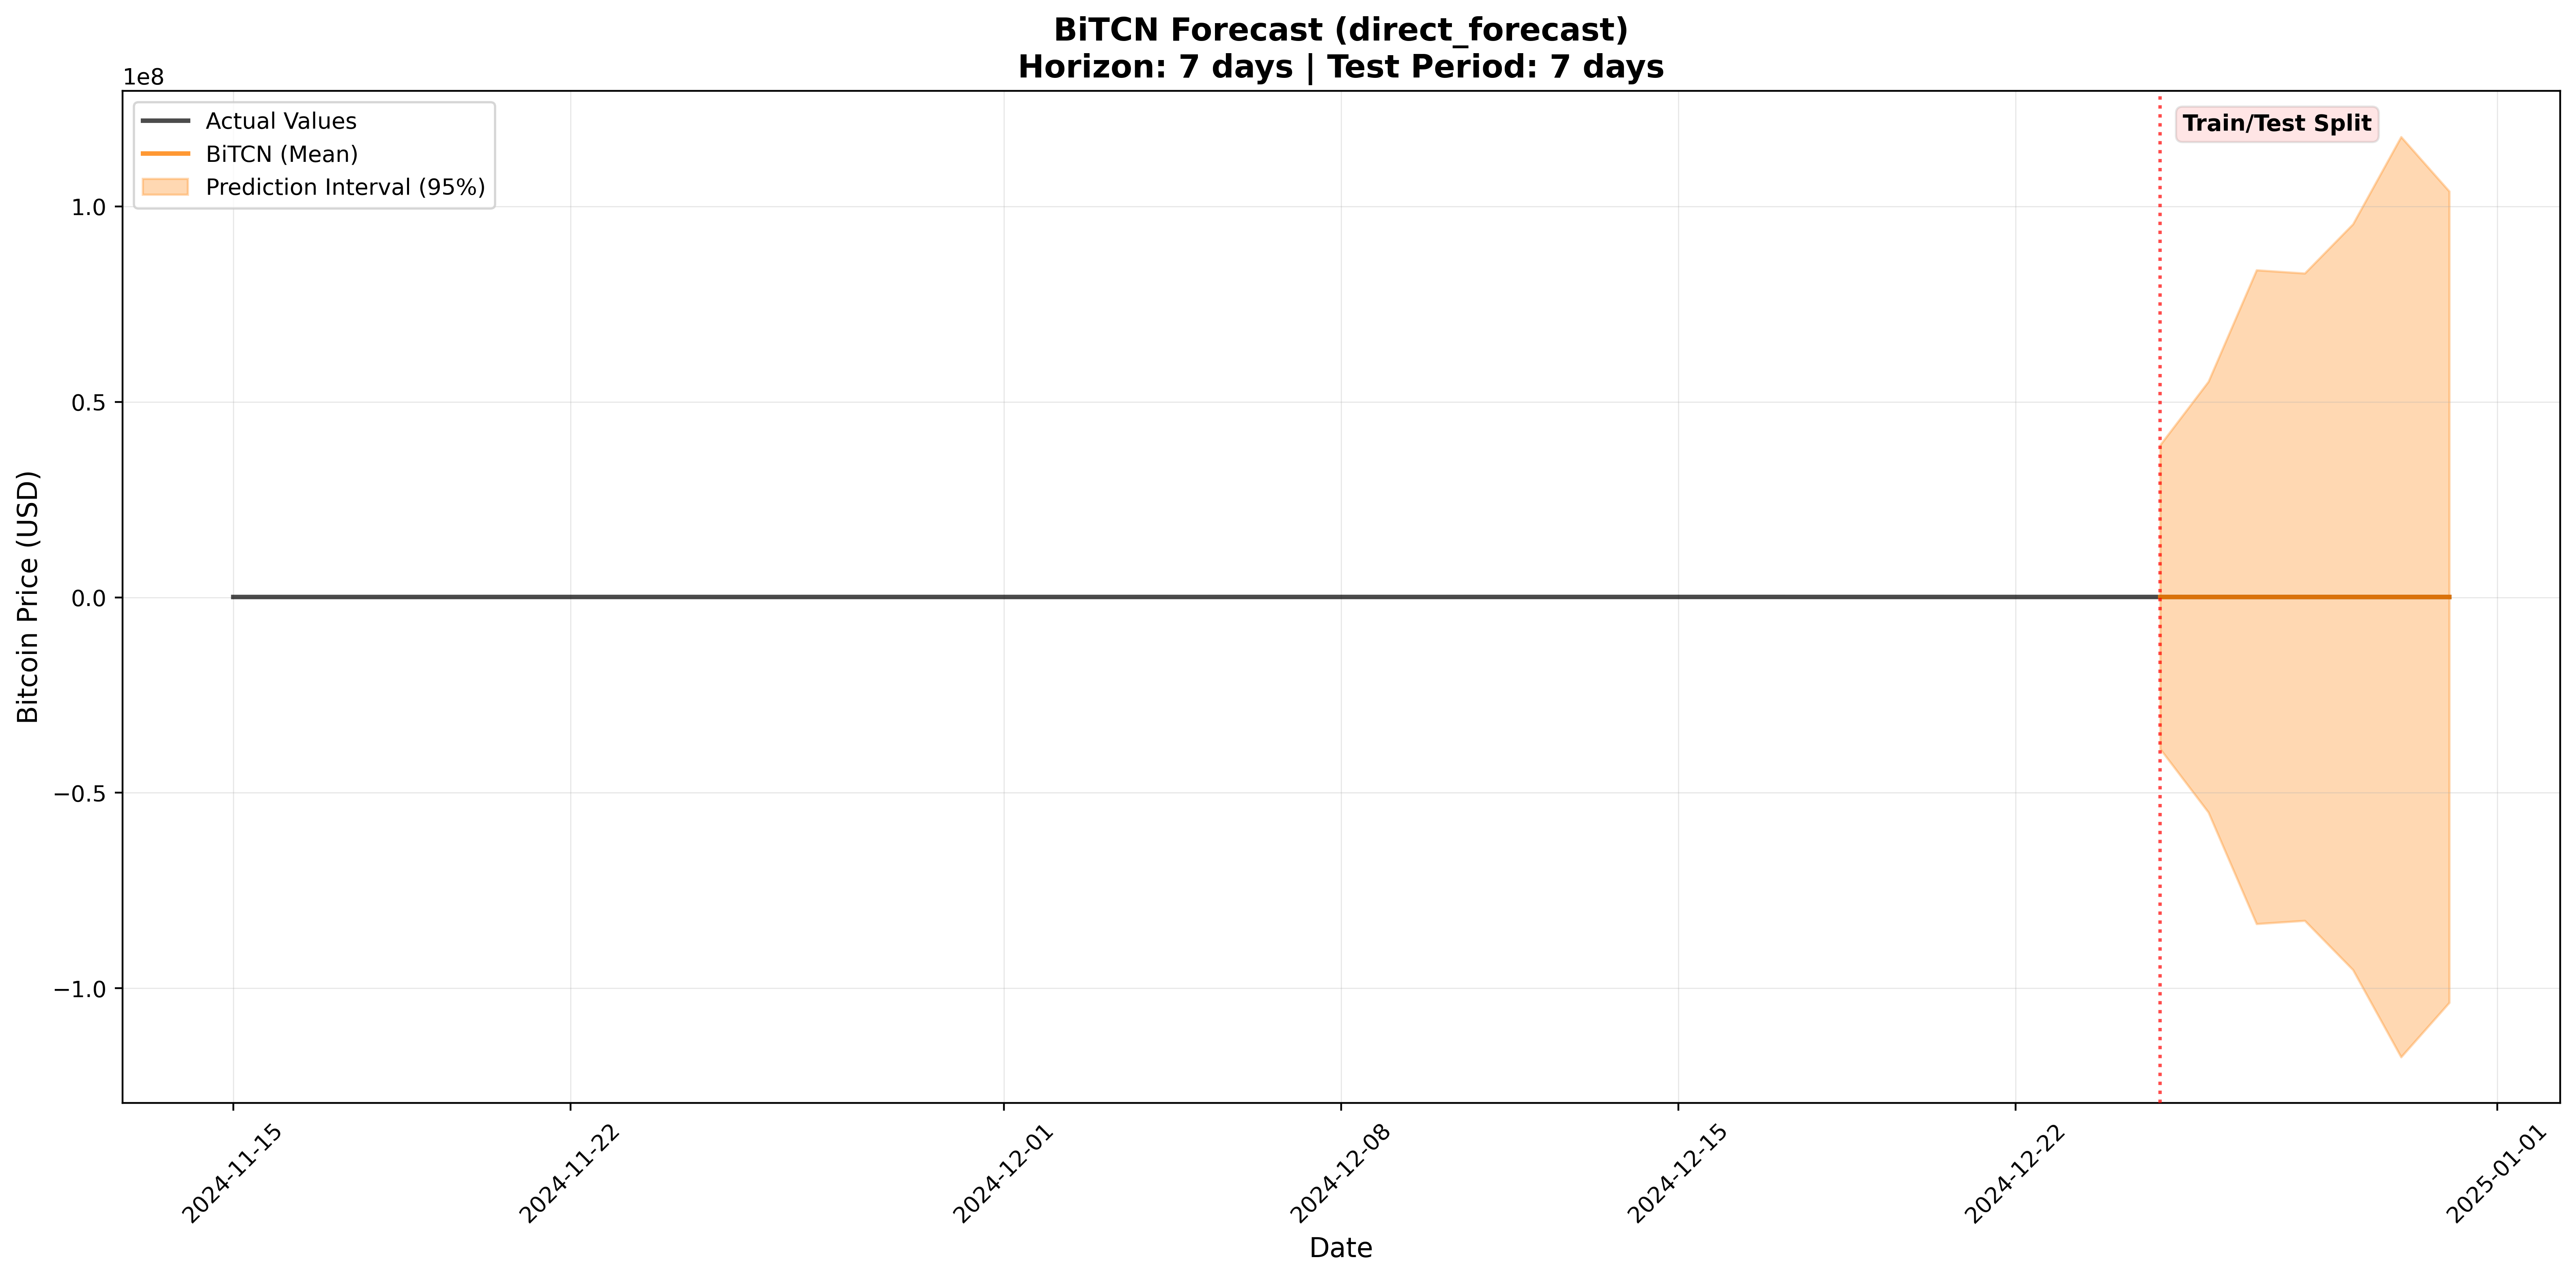 BiTCN Forecast (direct_forecast)
Horizon: 7 days | Test Period: 7 days
1e8
Actual Values
BiTCN (Mean)
Prediction Interval (95%)
Train/Test Split
1.0
0.5
0.0
−0.5
−1.0
Bitcoin Price (USD)
2024-11-15
2024-11-22
2024-12-01
2024-12-08
2024-12-15
2024-12-22
2025-01-01
Date